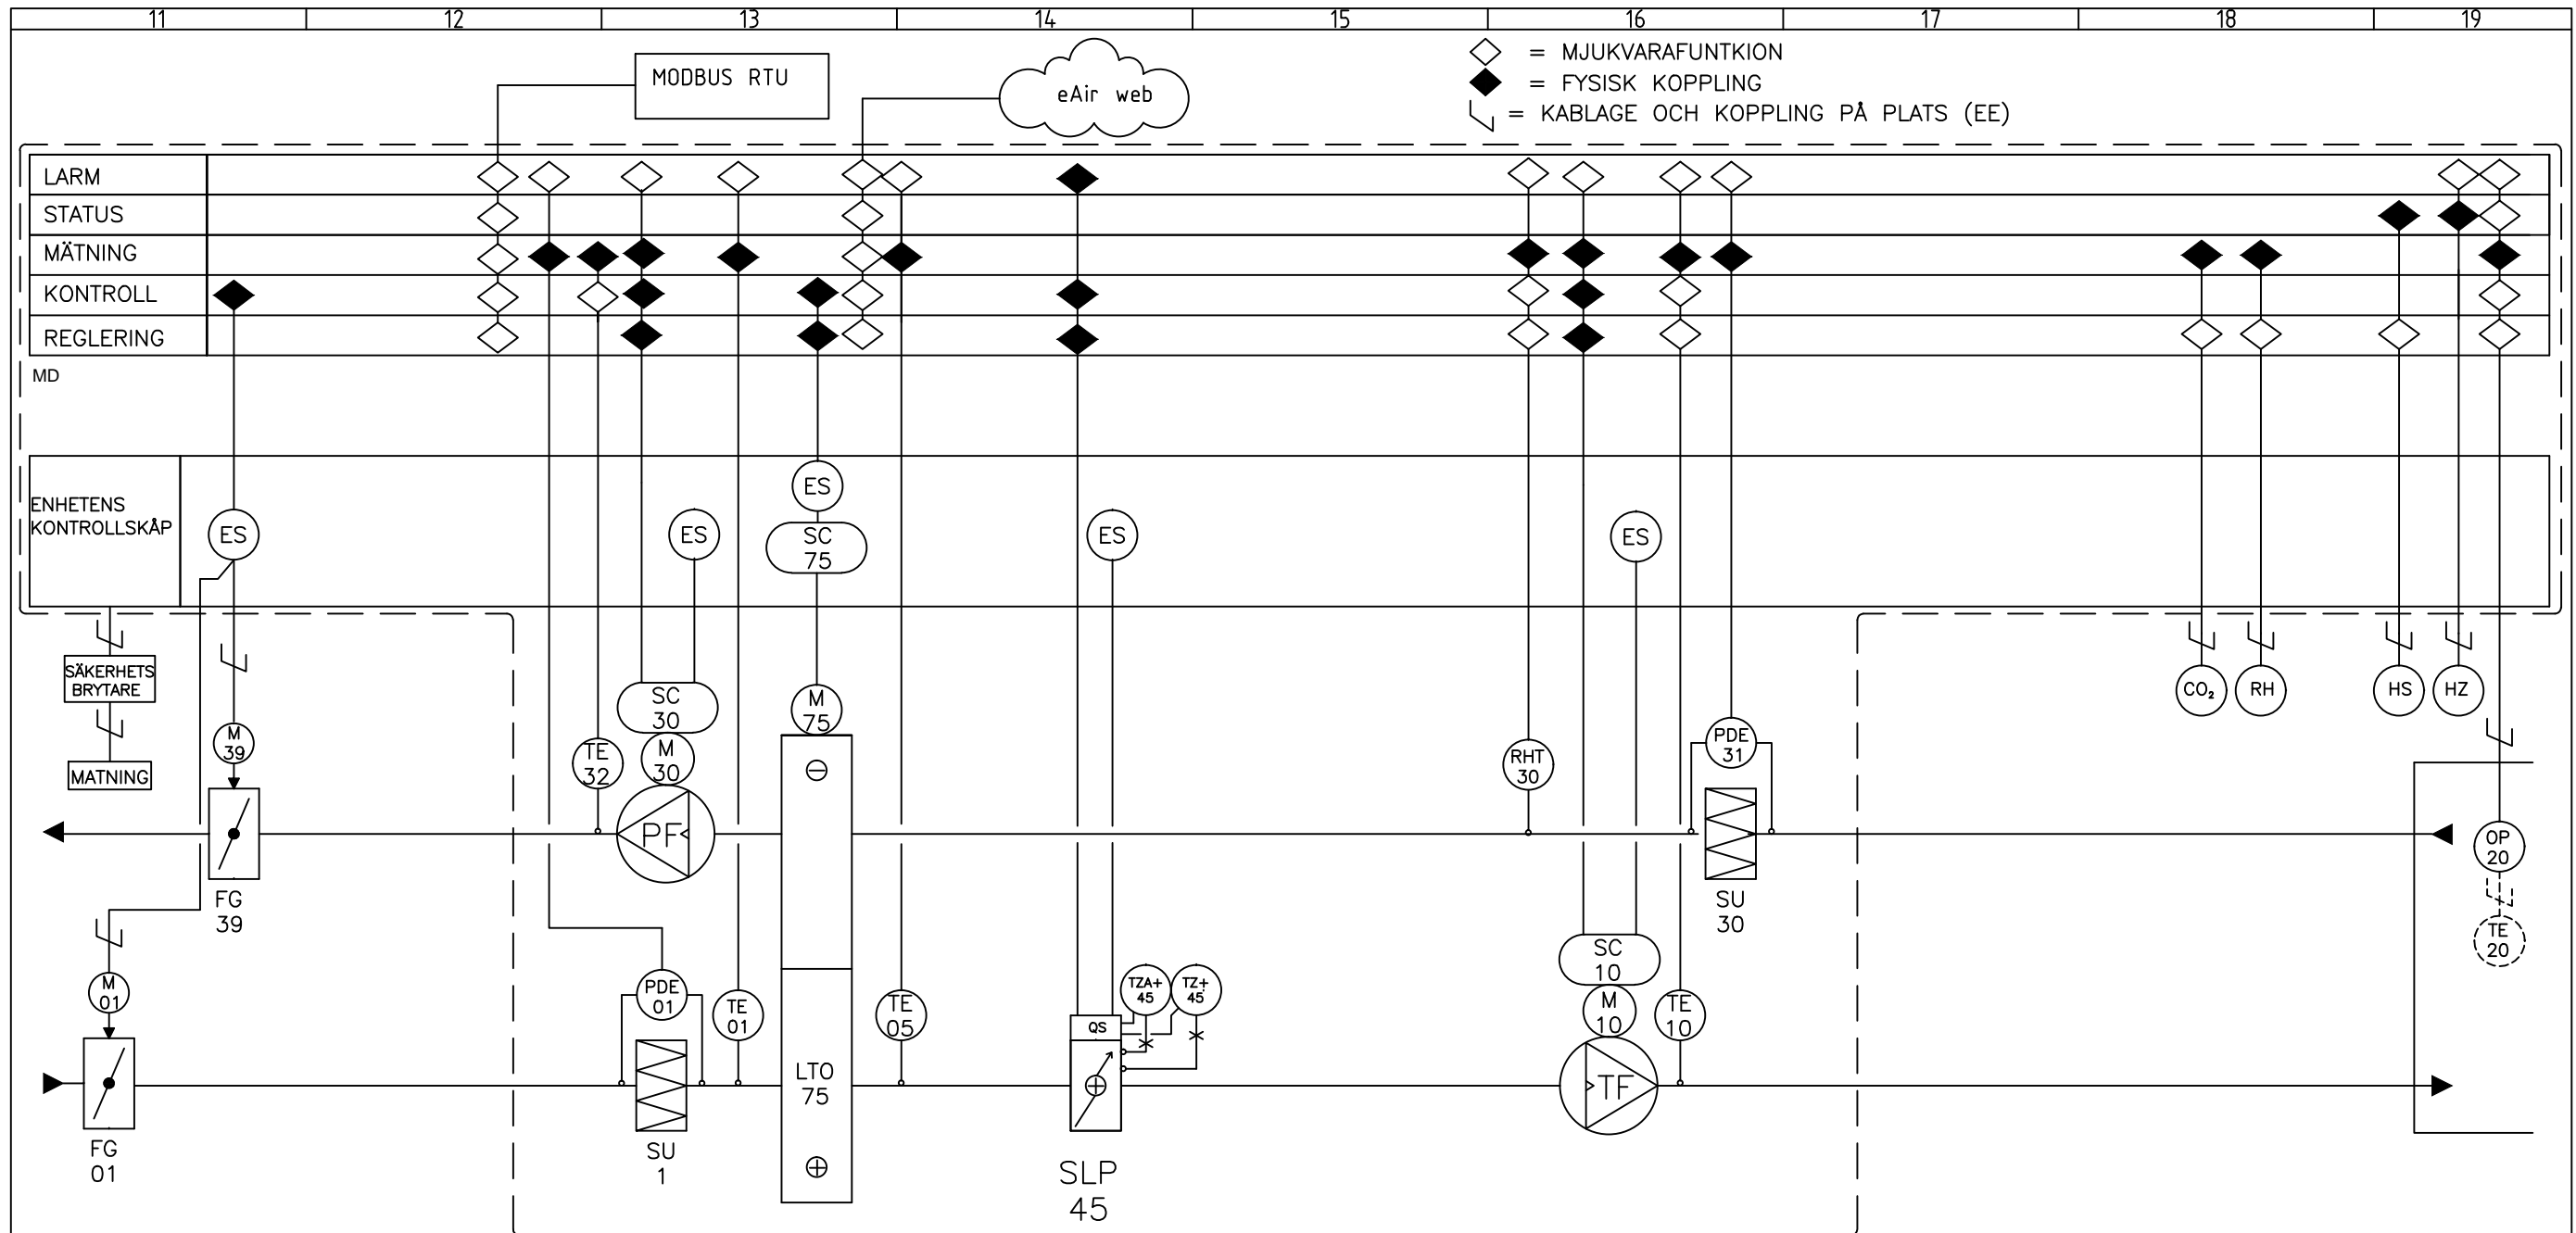 11 12 13 14 15 16 17 18 19
MODBUS RTU
eAir web
= MJUKVARAFUNTKION
= FYSISK KOPPLING
= KABLAGE OCH KOPPLING PÅ PLATS (EE)
LARM
STATUS
MÄTNING
KONTROLL
REGLERING
MD
ENHETENS
KONTROLLSKÅP
ES
ES
ES
ES
ES
SC
75
SÄKERHETS
BRYTARE
MATNING
M
39
TE
32
SC
30
M
30
M
75
RHT
30
PDE
31
CO₂
RH
HS
HZ
PF
FG
39
SU
30
OP
20
TE
20
M
01
PDE
01
TE
01
TE
05
TZA+
45
TZ+
45
QS
SC
10
M
10
TE
10
LTO
75
TF
FG
01
SU
1
SLP
45